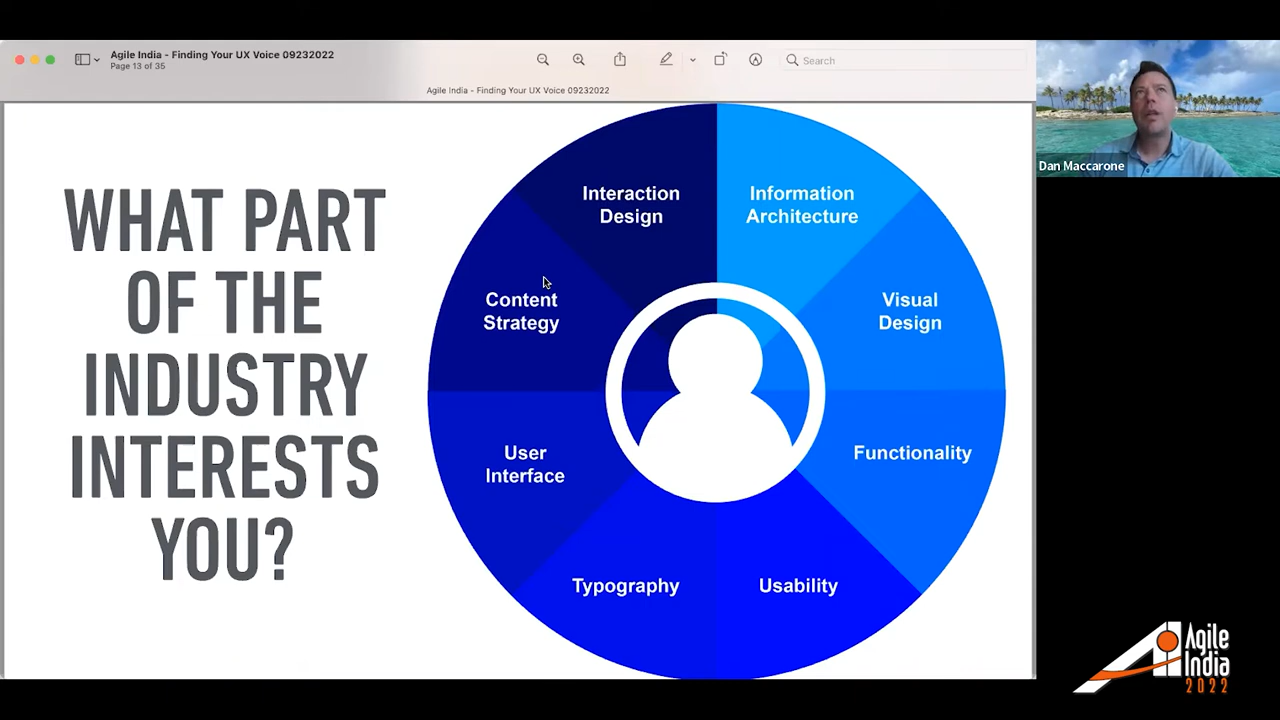 Agile India - Finding Your UX Voice 09232022
Page 13 of 35
Search
Agile India - Finding Your UX Voice 09232022
Dan Maccarone
WHAT PART
OF THE
INDUSTRY
INTERESTS
YOU?
Interaction
Design
Information
Architecture
Content
Strategy
Visual
Design
User
Interface
Functionality
Typography
Usability
Agile
India
2022